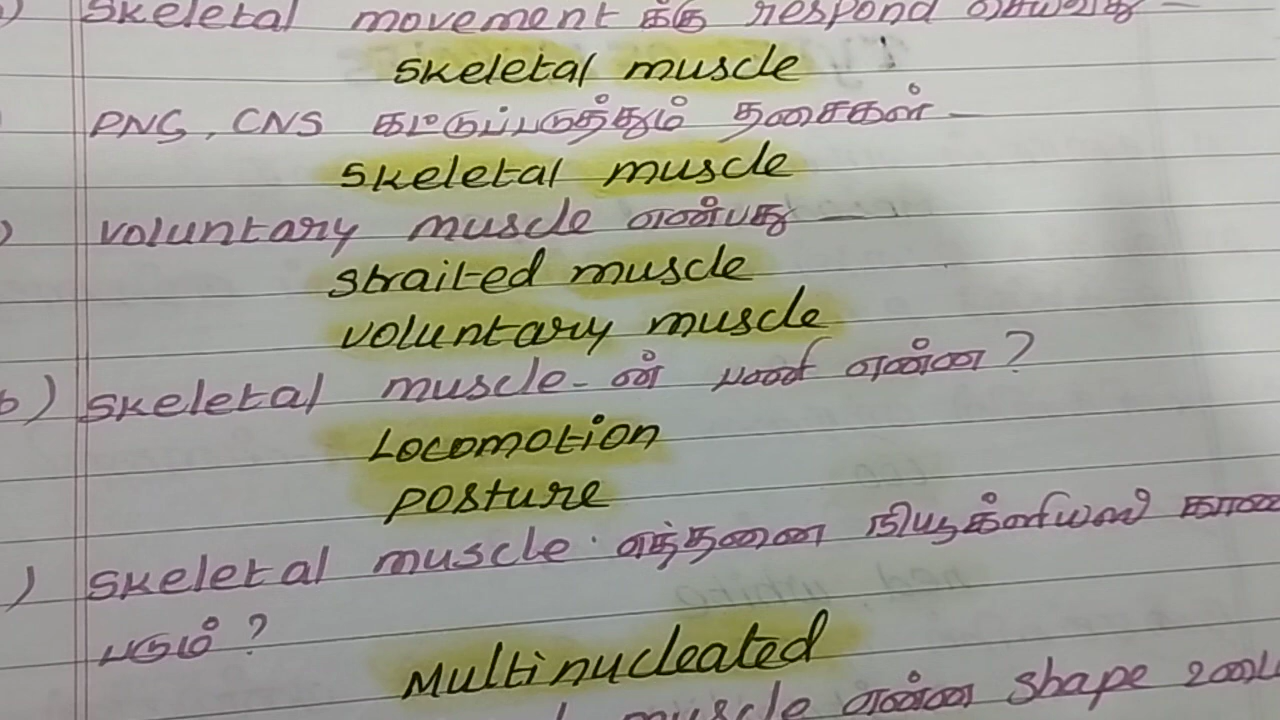 Skeletal movement க்கு respond செய்வது -
skeletal muscle
PNS, CNS கட்டுப்படுத்தும் தசைகள் -
skeletal muscle
voluntary muscle என்பது -
straited muscle
voluntary muscle
Skeletal muscle-ன் பணி என்ன?
Locomotion
posture
) skeletal muscle எத்தனை நியூக்ளியஸ்
படும்?
Multinucleated
muscle என்ன shape